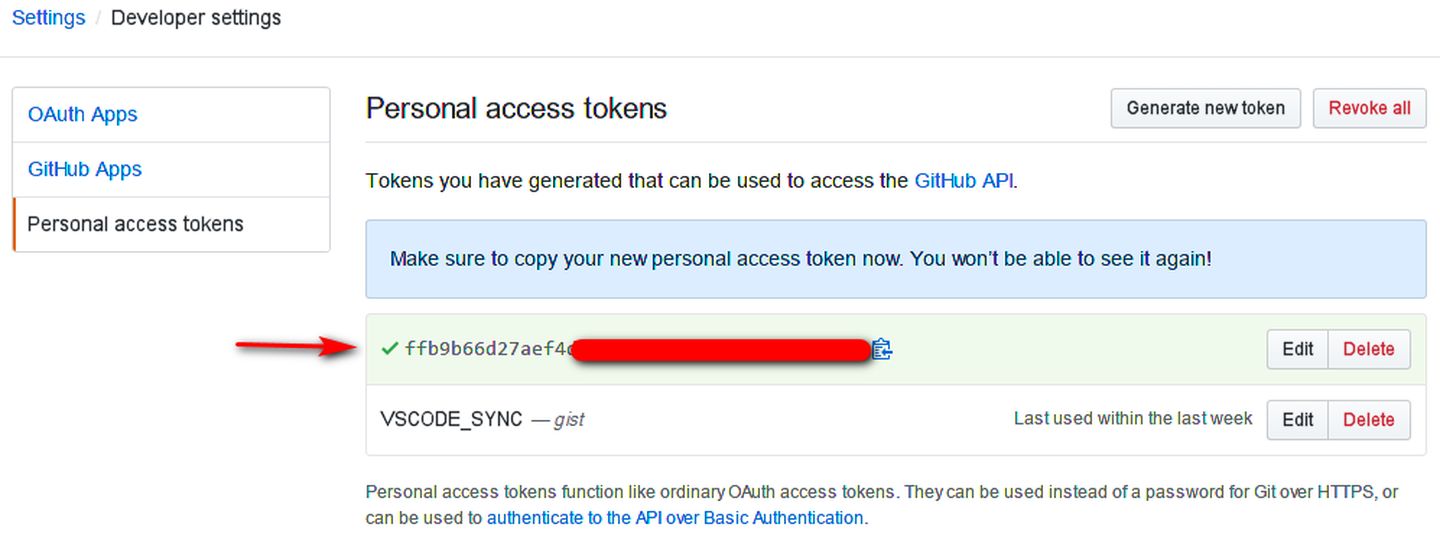 Settings / Developer settings
OAuth Apps
GitHub Apps
Personal access tokens
Personal access tokens
Generate new token
Revoke all
Tokens you have generated that can be used to access the GitHub API.
Make sure to copy your new personal access token now. You won't be able to see it again!
ffb9b66d27aef4
Edit
Delete
VSCODE_SYNC — gist
Last used within the last week
Edit
Delete
Personal access tokens function like ordinary OAuth access tokens. They can be used instead of a password for Git over HTTPS, or
can be used to authenticate to the API over Basic Authentication.